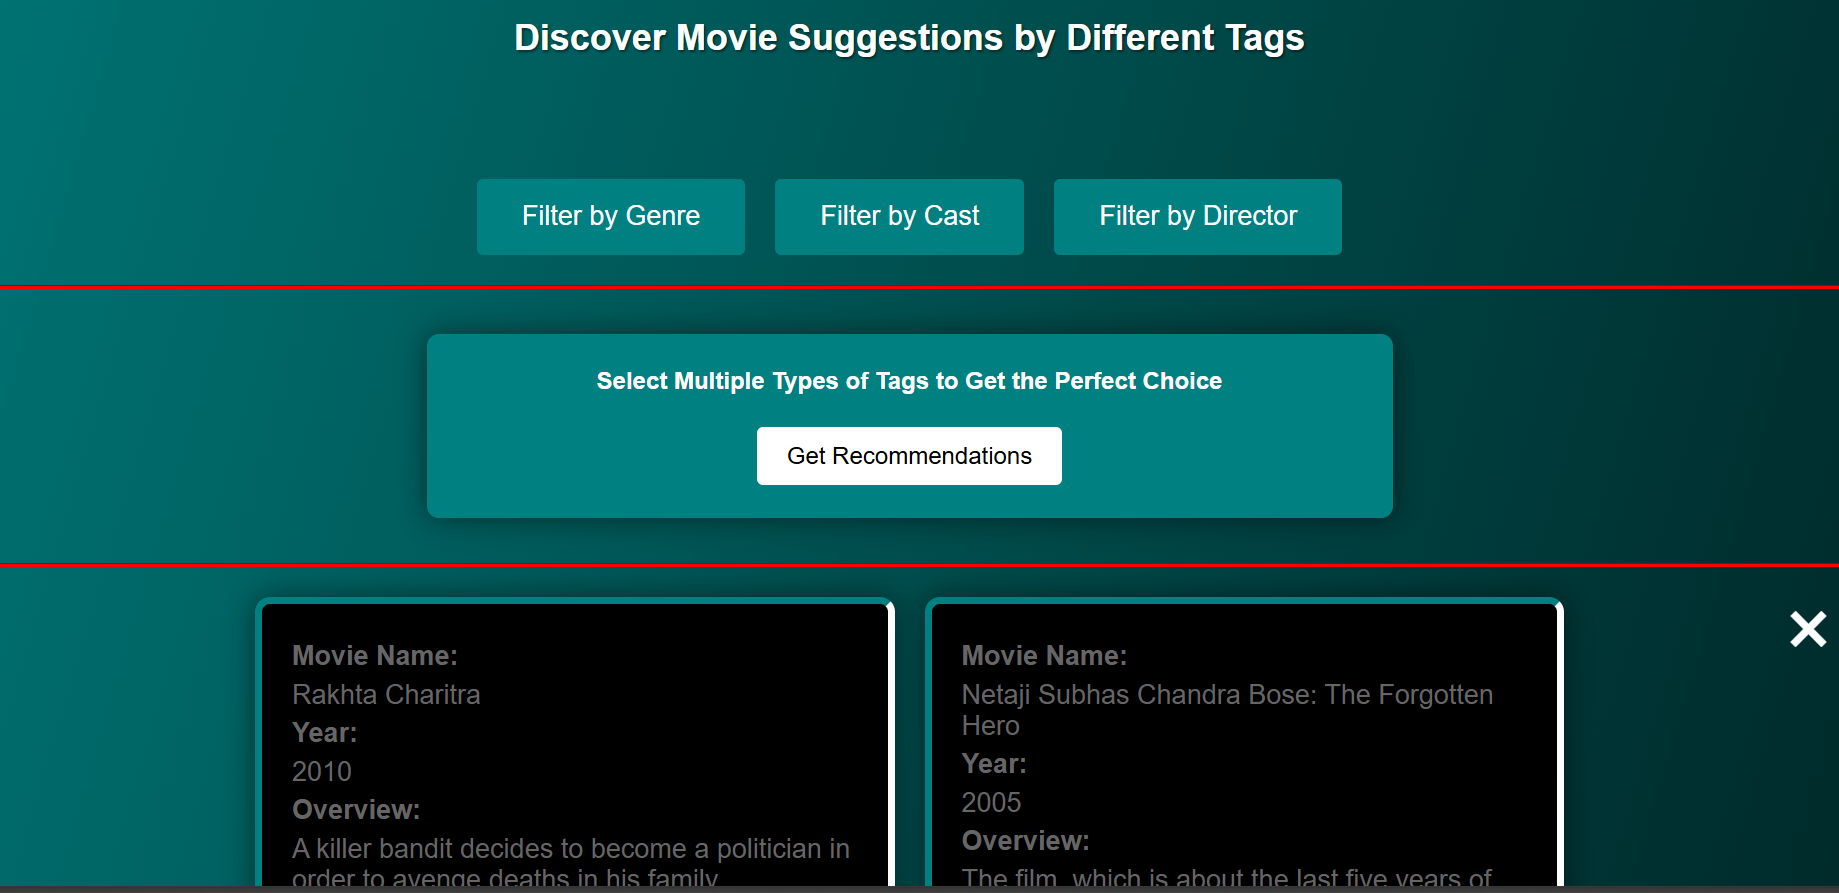 Discover Movie Suggestions by Different Tags
Filter by Genre
Filter by Cast
Filter by Director
Select Multiple Types of Tags to Get the Perfect Choice
Get Recommendations
Movie Name:
Rakhta Charitra
Year:
2010
Overview:
A killer bandit decides to become a politician in
order to avenge deaths in his family
Movie Name:
Netaji Subhas Chandra Bose: The Forgotten
Hero
Year:
2005
Overview:
The film, which is about the last five years of